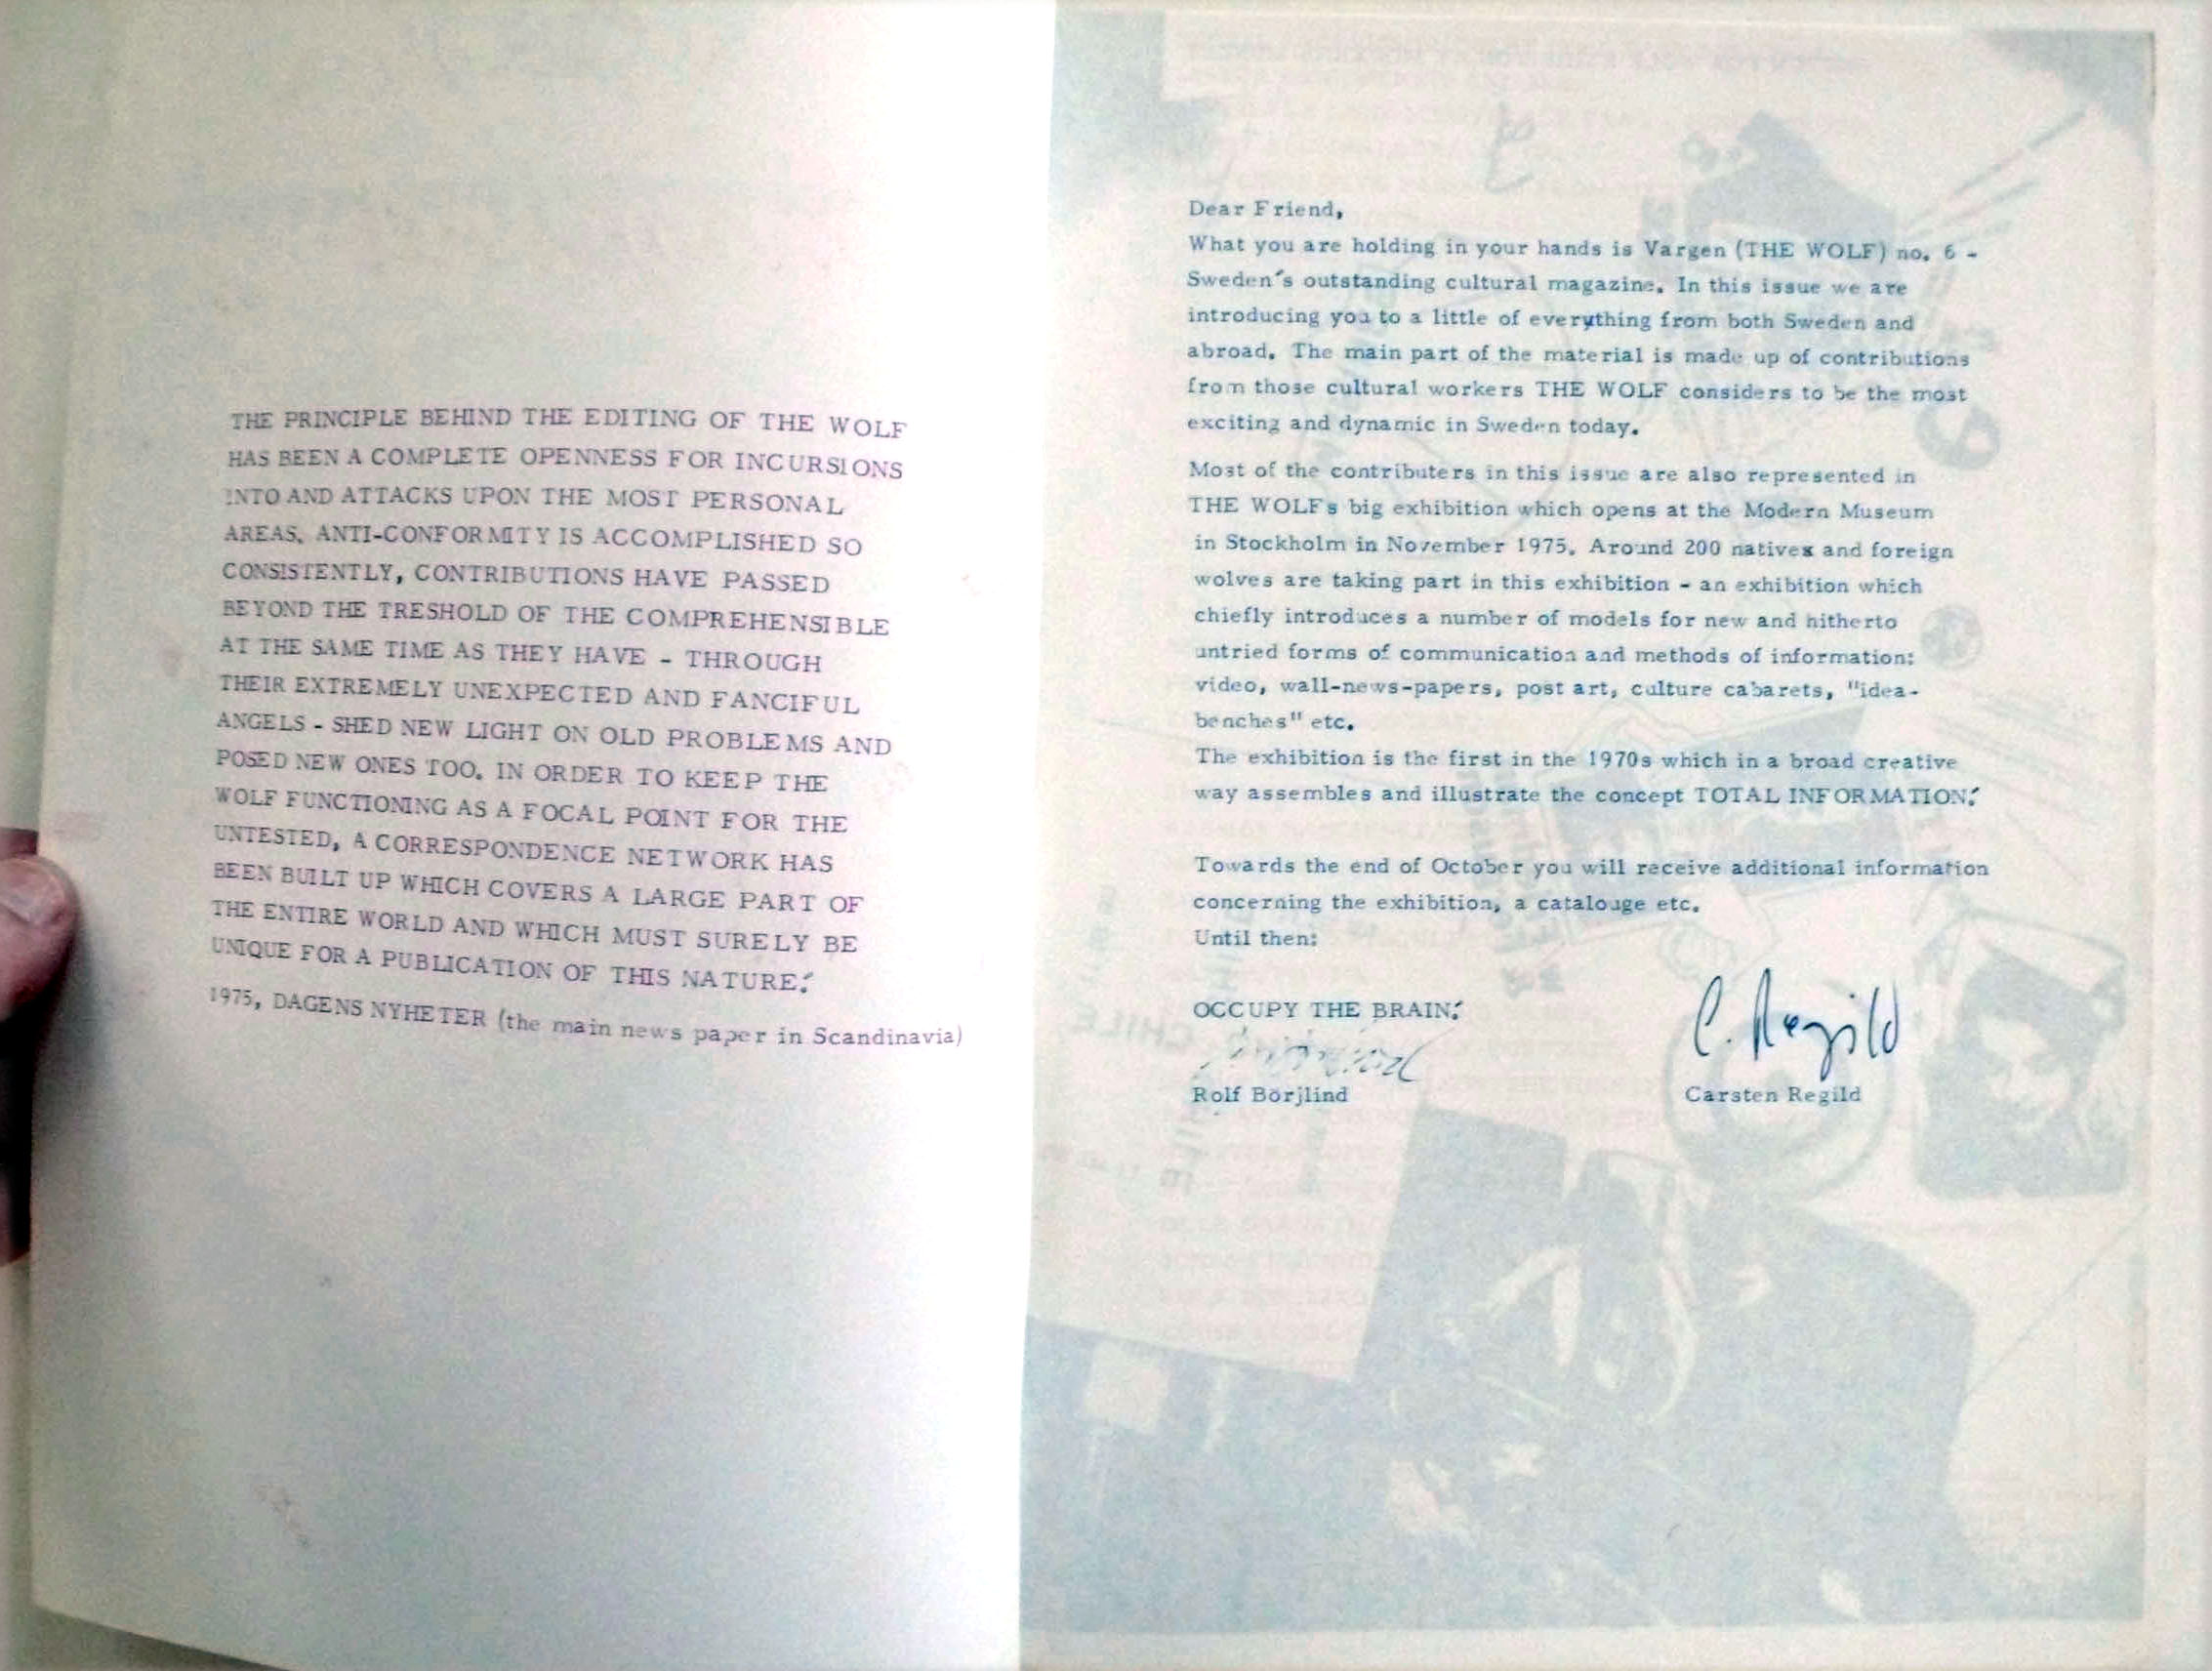 THE PRINCIPLE BEHIND THE EDITING OF THE WOLF
HAS BEEN A COMPLETE OPENNESS FOR INCURSIONS
INTO AND ATTACKS UPON THE MOST PERSONAL
AREAS. ANTI-CONFORMITY IS ACCOMPLISHED SO
CONSISTENTLY, CONTRIBUTIONS HAVE PASSED
BEYOND THE TRESHOLD OF THE COMPREHENSIBLE
AT THE SAME TIME AS THEY HAVE - THROUGH
THEIR EXTREMELY UNEXPECTED AND FANCIFUL
ANGELS - SHED NEW LIGHT ON OLD PROBLEMS AND
POSED NEW ONES TOO. IN ORDER TO KEEP THE
WOLF FUNCTIONING AS A FOCAL POINT FOR THE
UNTESTED, A CORRESPONDENCE NETWORK HAS
BEEN BUILT UP WHICH COVERS A LARGE PART OF
THE ENTIRE WORLD AND WHICH MUST SURELY BE
UNIQUE FOR A PUBLICATION OF THIS NATURE!
1975, DAGENS NYHETER (the main news paper in Scandinavia)
Dear Friend,
What you are holding in your hands is Vargen (THE WOLF) no. 6 -
Sweden's outstanding cultural magazine. In this issue we are
introducing you to a little of everything from both Sweden and
abroad. The main part of the material is made up of contributions
from those cultural workers THE WOLF considers to be the most
exciting and dynamic in Sweden today.
Most of the contributers in this issue are also represented in
THE WOLFs big exhibition which opens at the Modern Museum
in Stockholm in November 1975. Around 200 natives and foreign
wolves are taking part in this exhibition - an exhibition which
chiefly introduces a number of models for new and hitherto
untried forms of communication and methods of information:
video, wall-news-papers, post art, culture cabarets, "idea-
benches" etc.
The exhibition is the first in the 1970s which in a broad creative
way assembles and illustrate the concept TOTAL INFORMATION!
Towards the end of October you will receive additional information
concerning the exhibition, a catalouge etc.
Until then:
OCCUPY THE BRAIN!
C. Regild
Rolf Börjlind
Carsten Regild